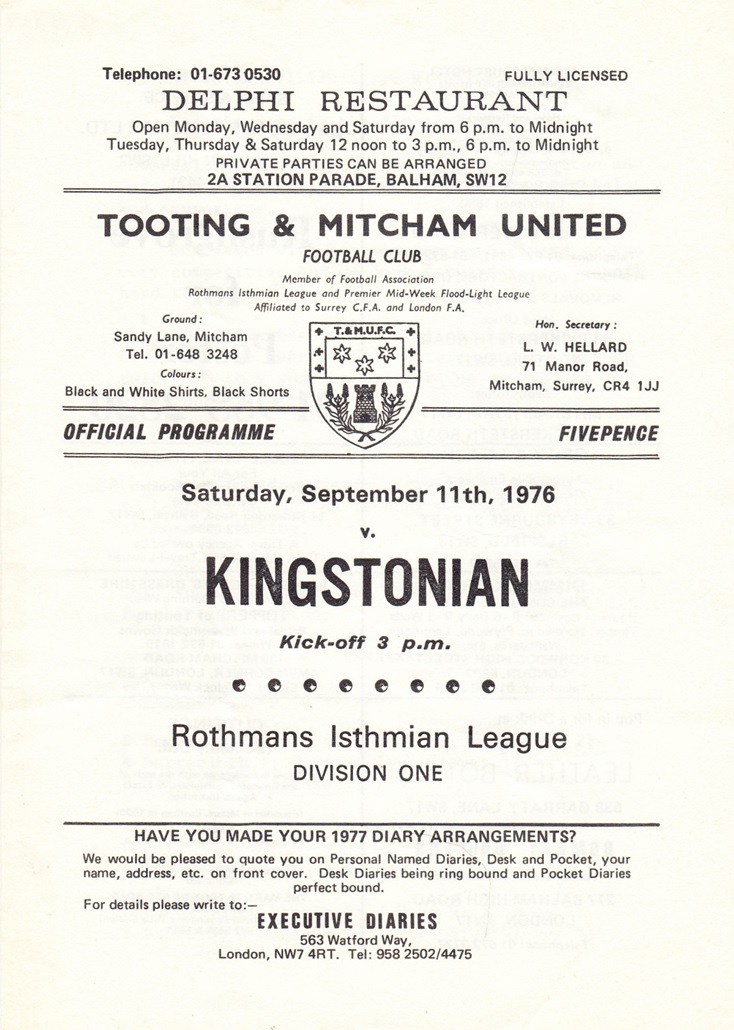 Telephone: 01-673 0530 FULLY LICENSED
DELPHI RESTAURANT
Open Monday, Wednesday and Saturday from 6 p.m. to Midnight
Tuesday, Thursday & Saturday 12 noon to 3 p.m., 6 p.m. to Midnight
PRIVATE PARTIES CAN BE ARRANGED
2A STATION PARADE, BALHAM, SW12
TOOTING & MITCHAM UNITED
FOOTBALL CLUB
Member of Football Association
Rothmans Isthmian League and Premier Mid-Week Flood-Light League
Affiliated to Surrey C.F.A. and London F.A.
Ground:
Sandy Lane, Mitcham
Tel. 01-648 3248
Colours:
Black and White Shirts, Black Shorts
T.&M.U.F.C.
Hon. Secretary:
L. W. HELLARD
71 Manor Road,
Mitcham, Surrey, CR4 1JJ
OFFICIAL PROGRAMME FIVEPENCE
Saturday, September 11th, 1976
v.
KINGSTONIAN
Kick-off 3 p.m.
Rothmans Isthmian League
DIVISION ONE
HAVE YOU MADE YOUR 1977 DIARY ARRANGEMENTS?
We would be pleased to quote you on Personal Named Diaries, Desk and Pocket, your
name, address, etc. on front cover. Desk Diaries being ring bound and Pocket Diaries
perfect bound.
For details please write to:—
EXECUTIVE DIARIES
563 Watford Way,
London, NW7 4RT. Tel: 958 2502/4475